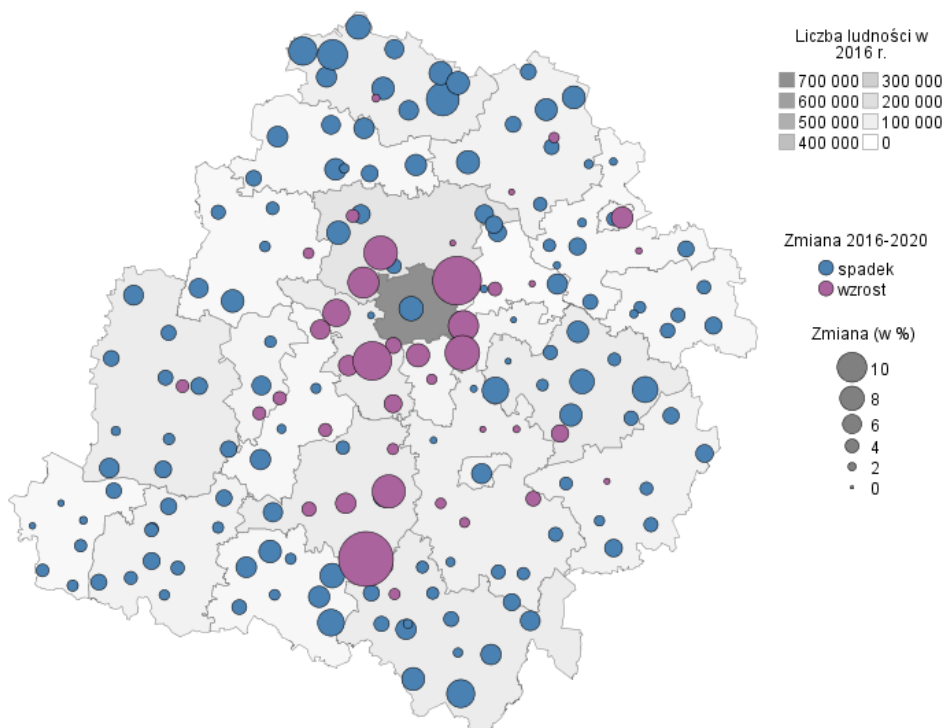 Liczba ludności w
2016 r.
700 000 300 000
600 000 200 000
500 000 100 000
400 000 0
Zmiana 2016-2020
spadek
wzrost
Zmiana (w %)
10
8
6
4
2
0